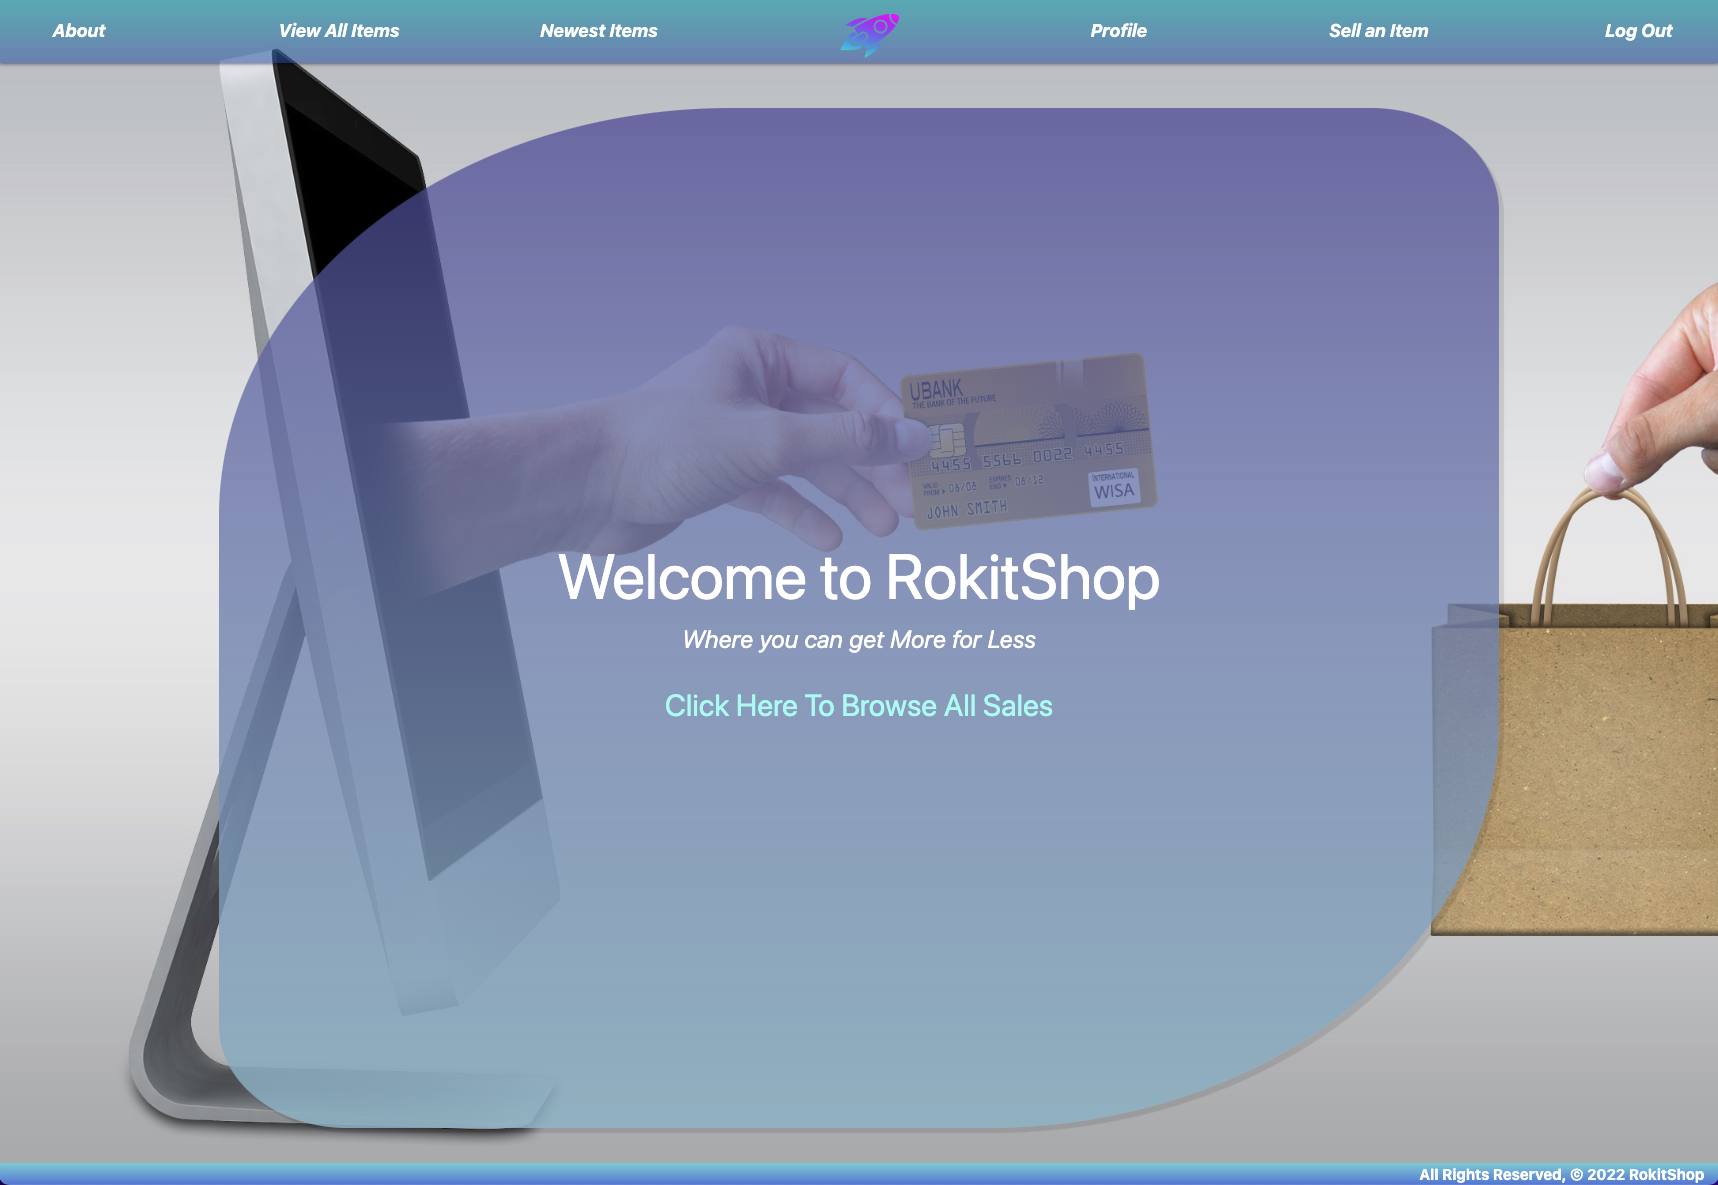 About
View All Items
Newest Items
Profile
Sell an Item
Log Out
UBANK
THE BANK OF THE FUTURE
4455 5566 0022 4455
VALID FROM 08/08 EXPIRES END 08/12
INTERNATIONAL
WISA
JOHN SMITH
Welcome to RokitShop
Where you can get More for Less
Click Here To Browse All Sales
All Rights Reserved, © 2022 RokitShop